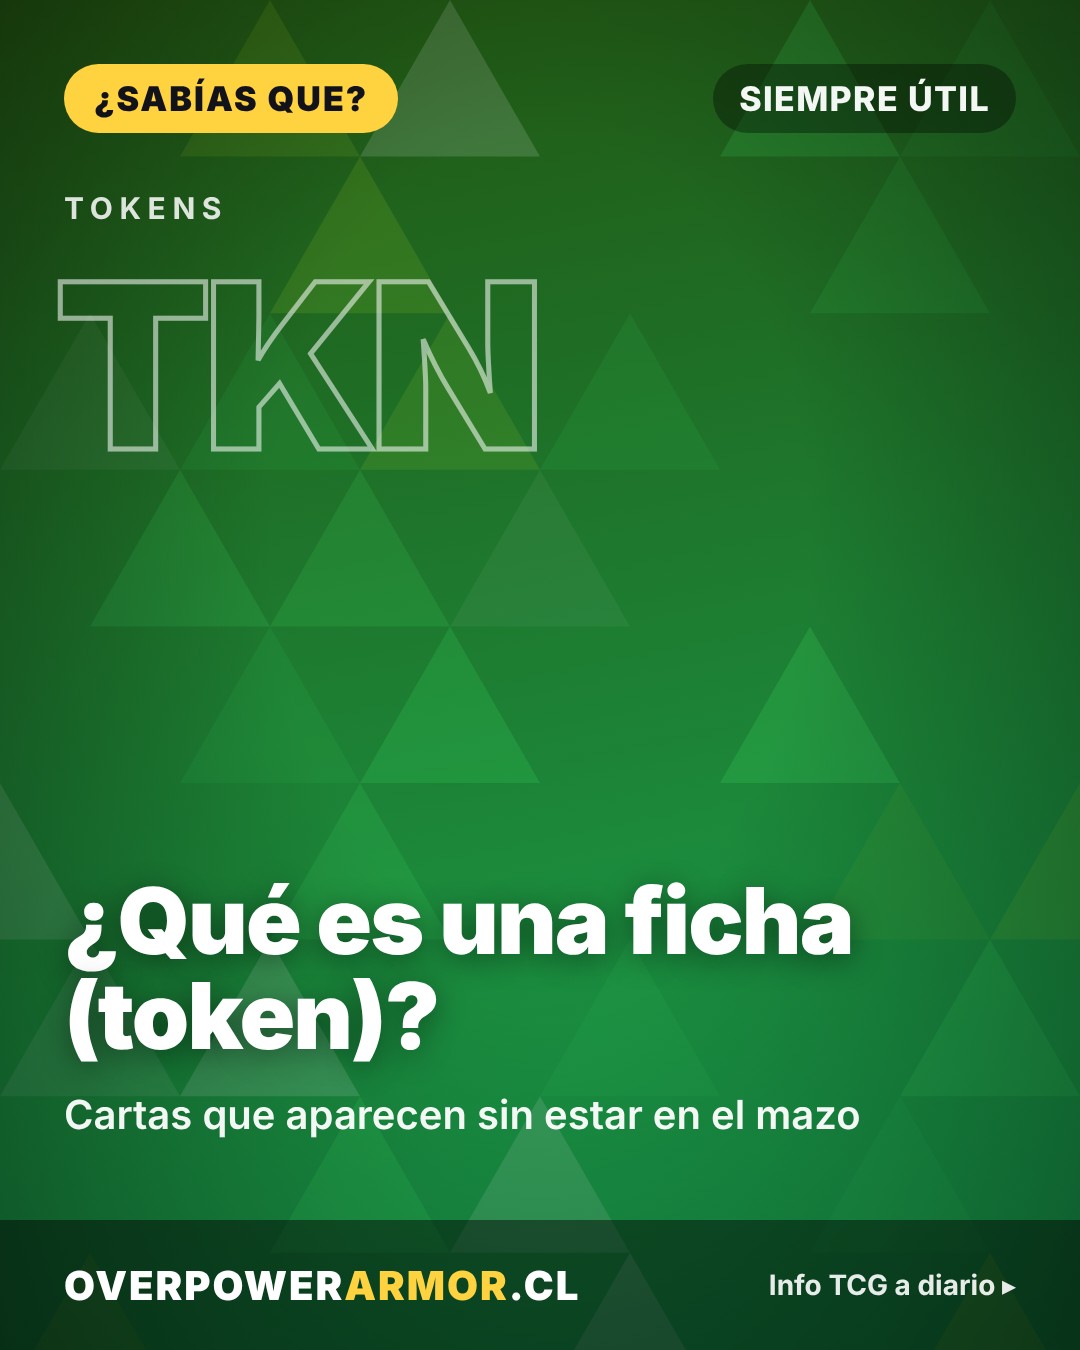 ¿SABÍAS QUE?
SIEMPRE ÚTIL
TOKENS
TKN
¿Qué es una ficha
(token)?
Cartas que aparecen sin estar en el mazo
OVERPOWERARMOR.CL
Info TCG a diario ▸